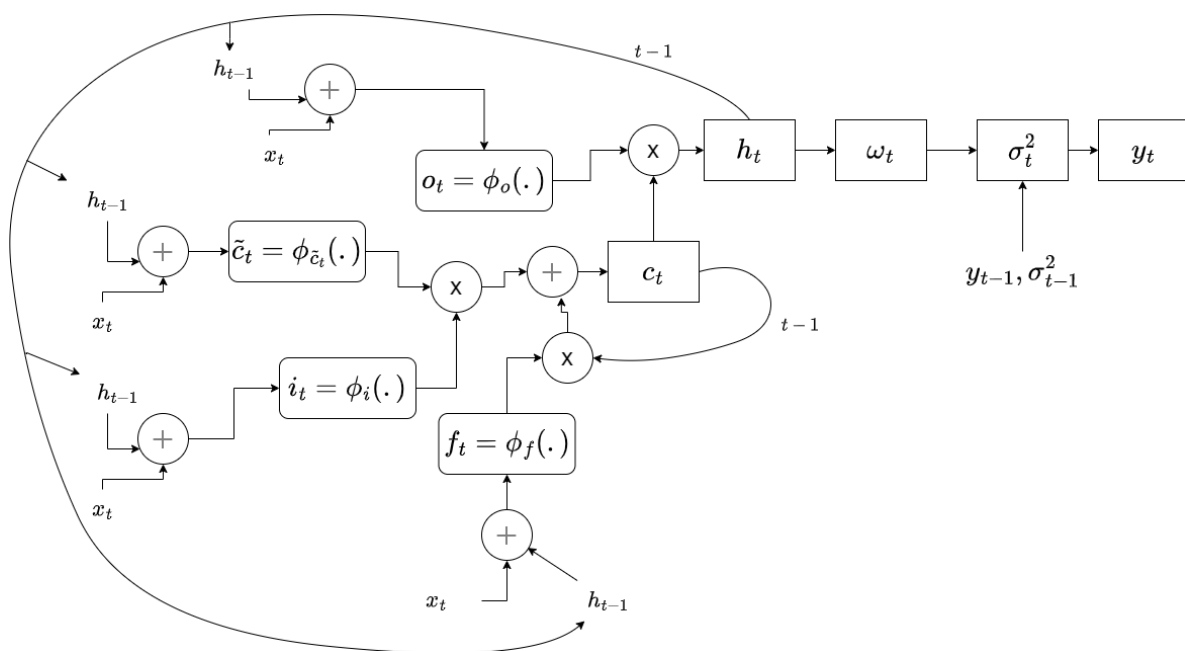 t − 1
h_{t−1}
+
x_t
o_t = ϕ_o(.)
x
h_t
ω_t
σ_t^2
y_t
h_{t−1}
+
x_t
c̃_t = ϕ_{c̃_t}(.)
x
+
c_t
y_{t−1}, σ_{t−1}^2
t − 1
x
h_{t−1}
+
x_t
i_t = ϕ_i(.)
f_t = ϕ_f(.)
+
x_t
h_{t−1}